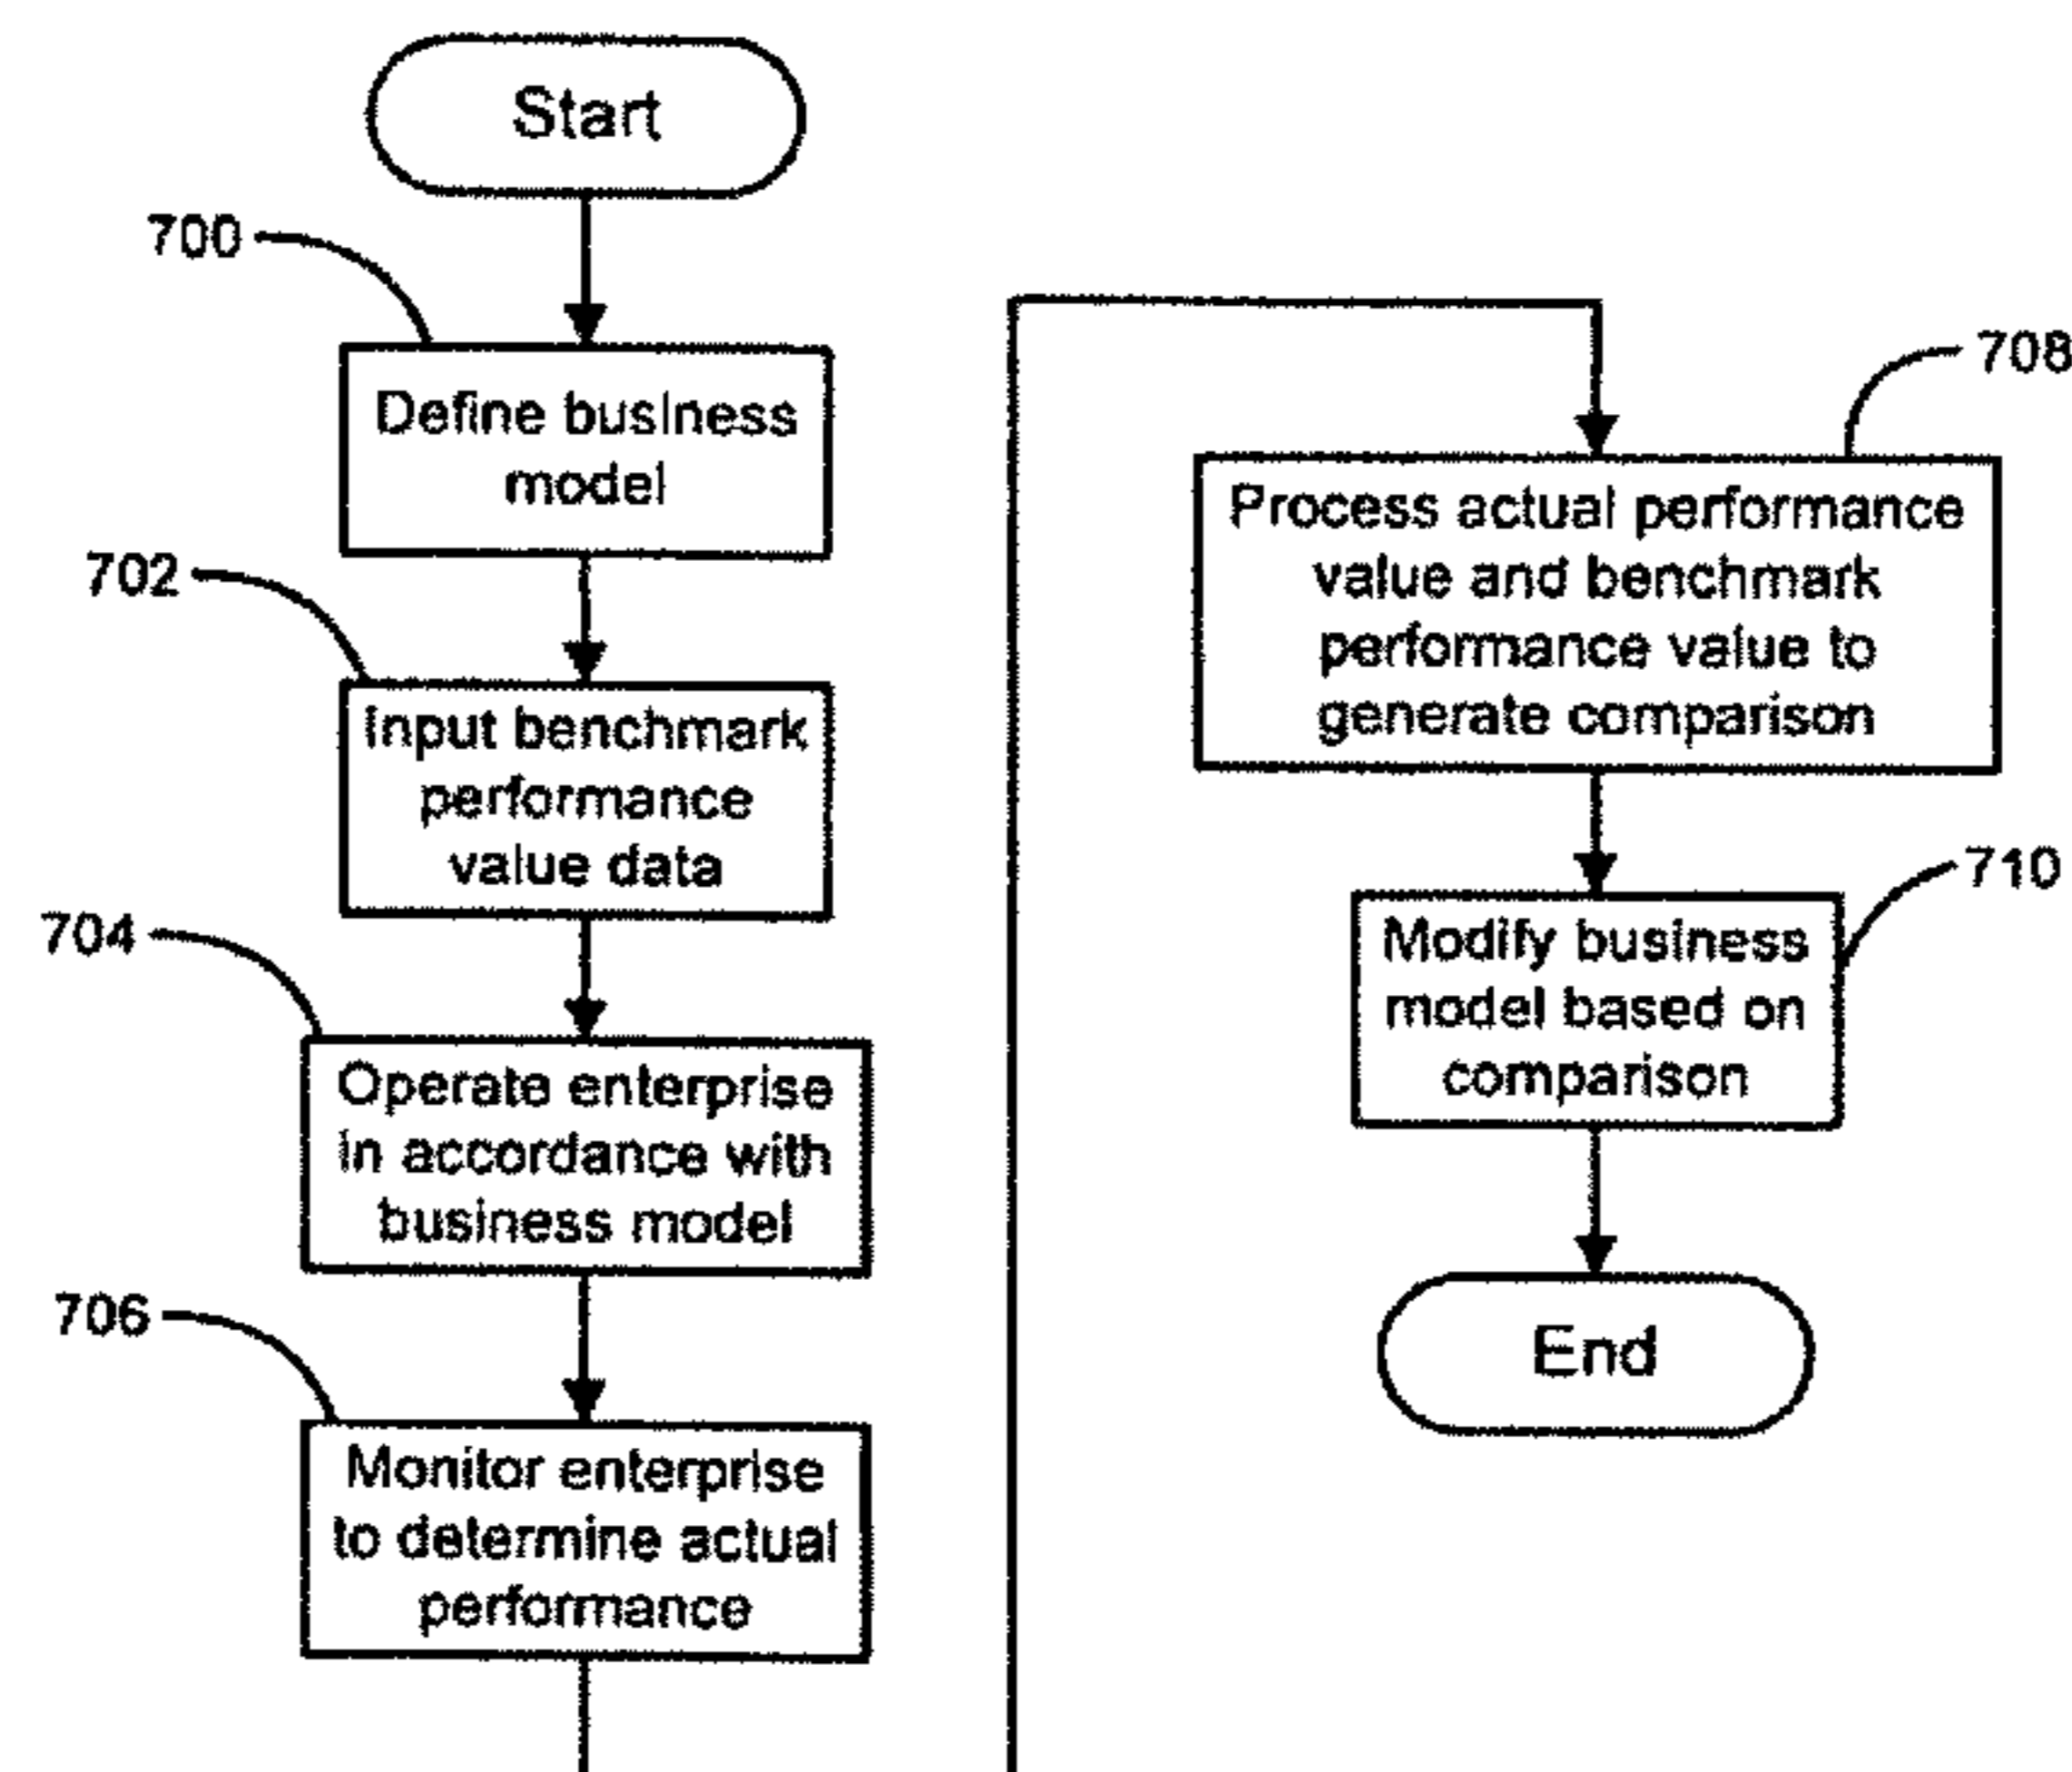 Start
700
Define business
model
702
Input benchmark
performance
value data
704
Operate enterprise
in accordance with
business model
706
Monitor enterprise
to determine actual
performance
708
Process actual performance
value and benchmark
performance value to
generate comparison
710
Modify business
model based on
comparison
End